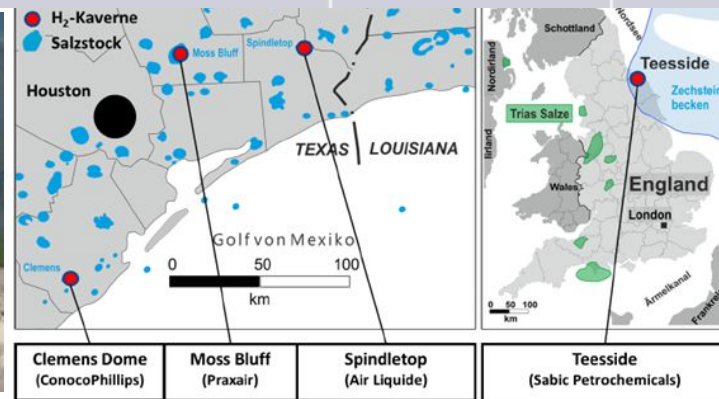 H₂-Kaverne
Salzstock
Houston
Moss Bluff
Spindletop
TEXAS
LOUISIANA
Clemens
Golf von Mexiko
0 50 100
km
Clemens Dome
(ConocoPhillips)
Moss Bluff
(Praxair)
Spindletop
(Air Liquide)
Schottland
Nordsee
Nordirland
Irland
Teesside
Zechstein
becken
Trias Salze
Wales
England
London
Ärmelkanal
0 50 100
km
Teesside
(Sabic Petrochemicals)